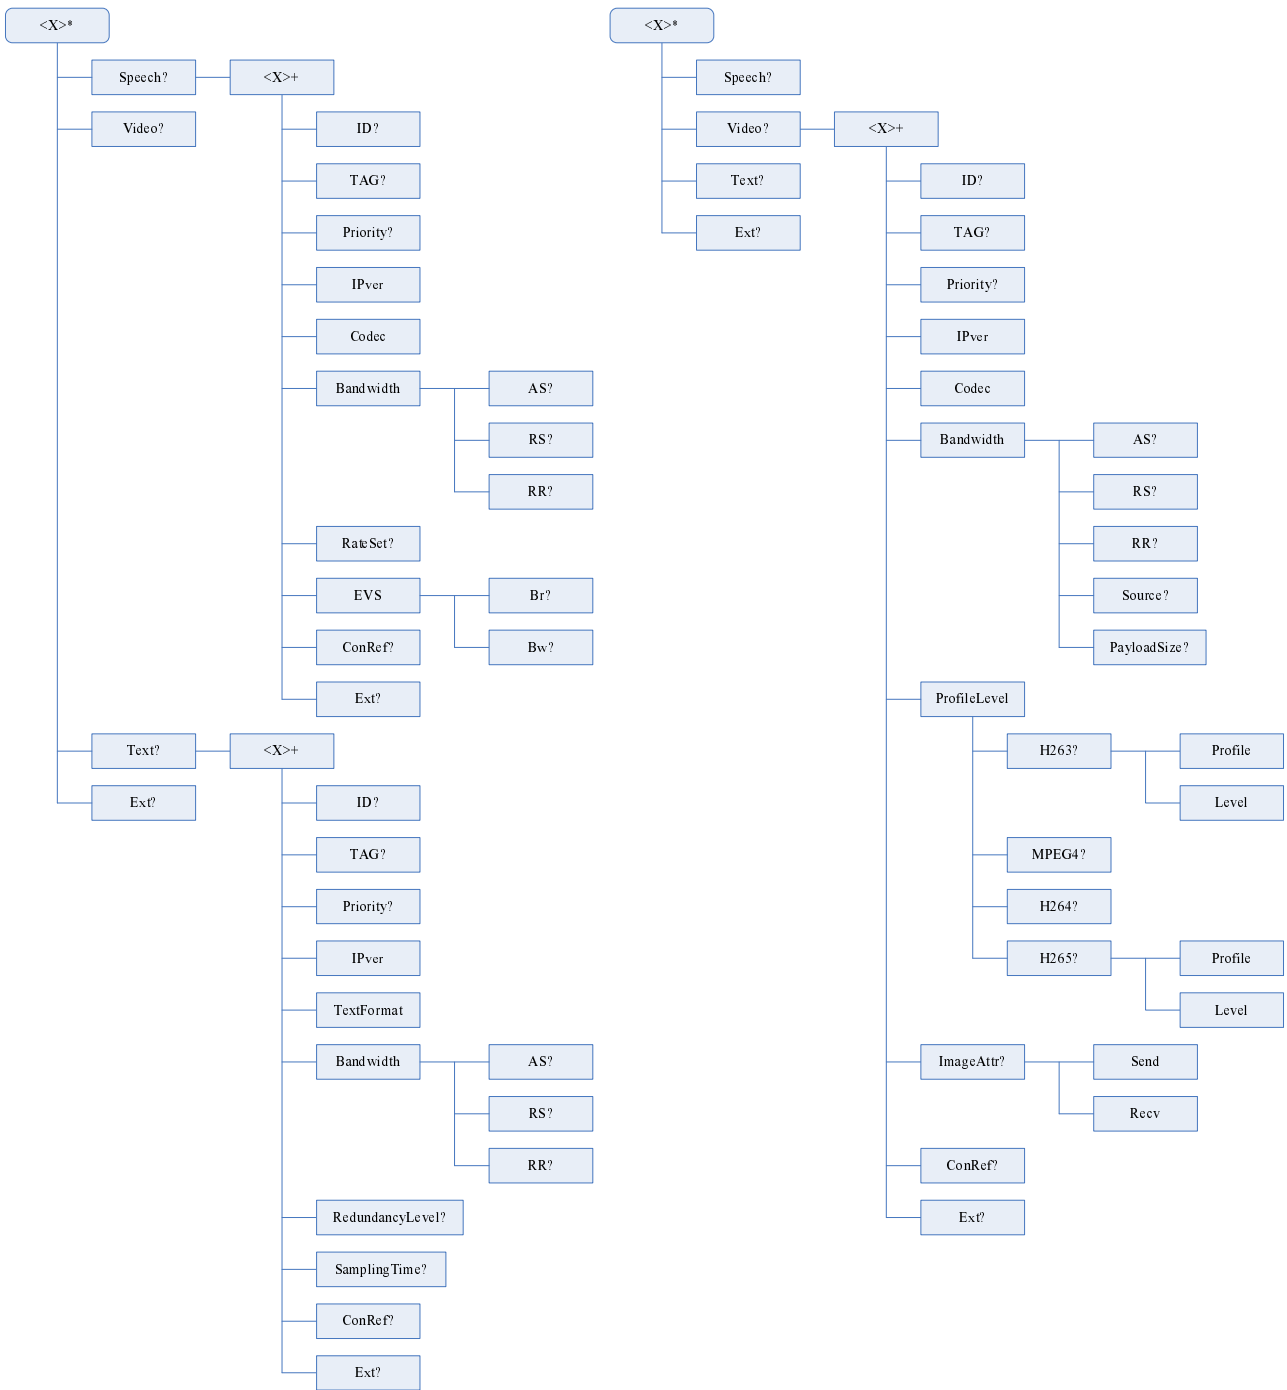 <X>*
Speech?
<X>+
Video?
ID?
TAG?
Priority?
IPver
Codec
Bandwidth
AS?
RS?
RR?
RateSet?
EVS
Br?
Bw?
ConRef?
Ext?
Text?
<X>+
Ext?
ID?
TAG?
Priority?
IPver
TextFormat
Bandwidth
AS?
RS?
RR?
RedundancyLevel?
SamplingTime?
ConRef?
Ext?
<X>*
Speech?
Video?
<X>+
Text?
Ext?
ID?
TAG?
Priority?
IPver
Codec
Bandwidth
AS?
RS?
RR?
Source?
PayloadSize?
ProfileLevel
H263?
Profile
Level
MPEG4?
H264?
H265?
Profile
Level
ImageAttr?
Send
Recv
ConRef?
Ext?